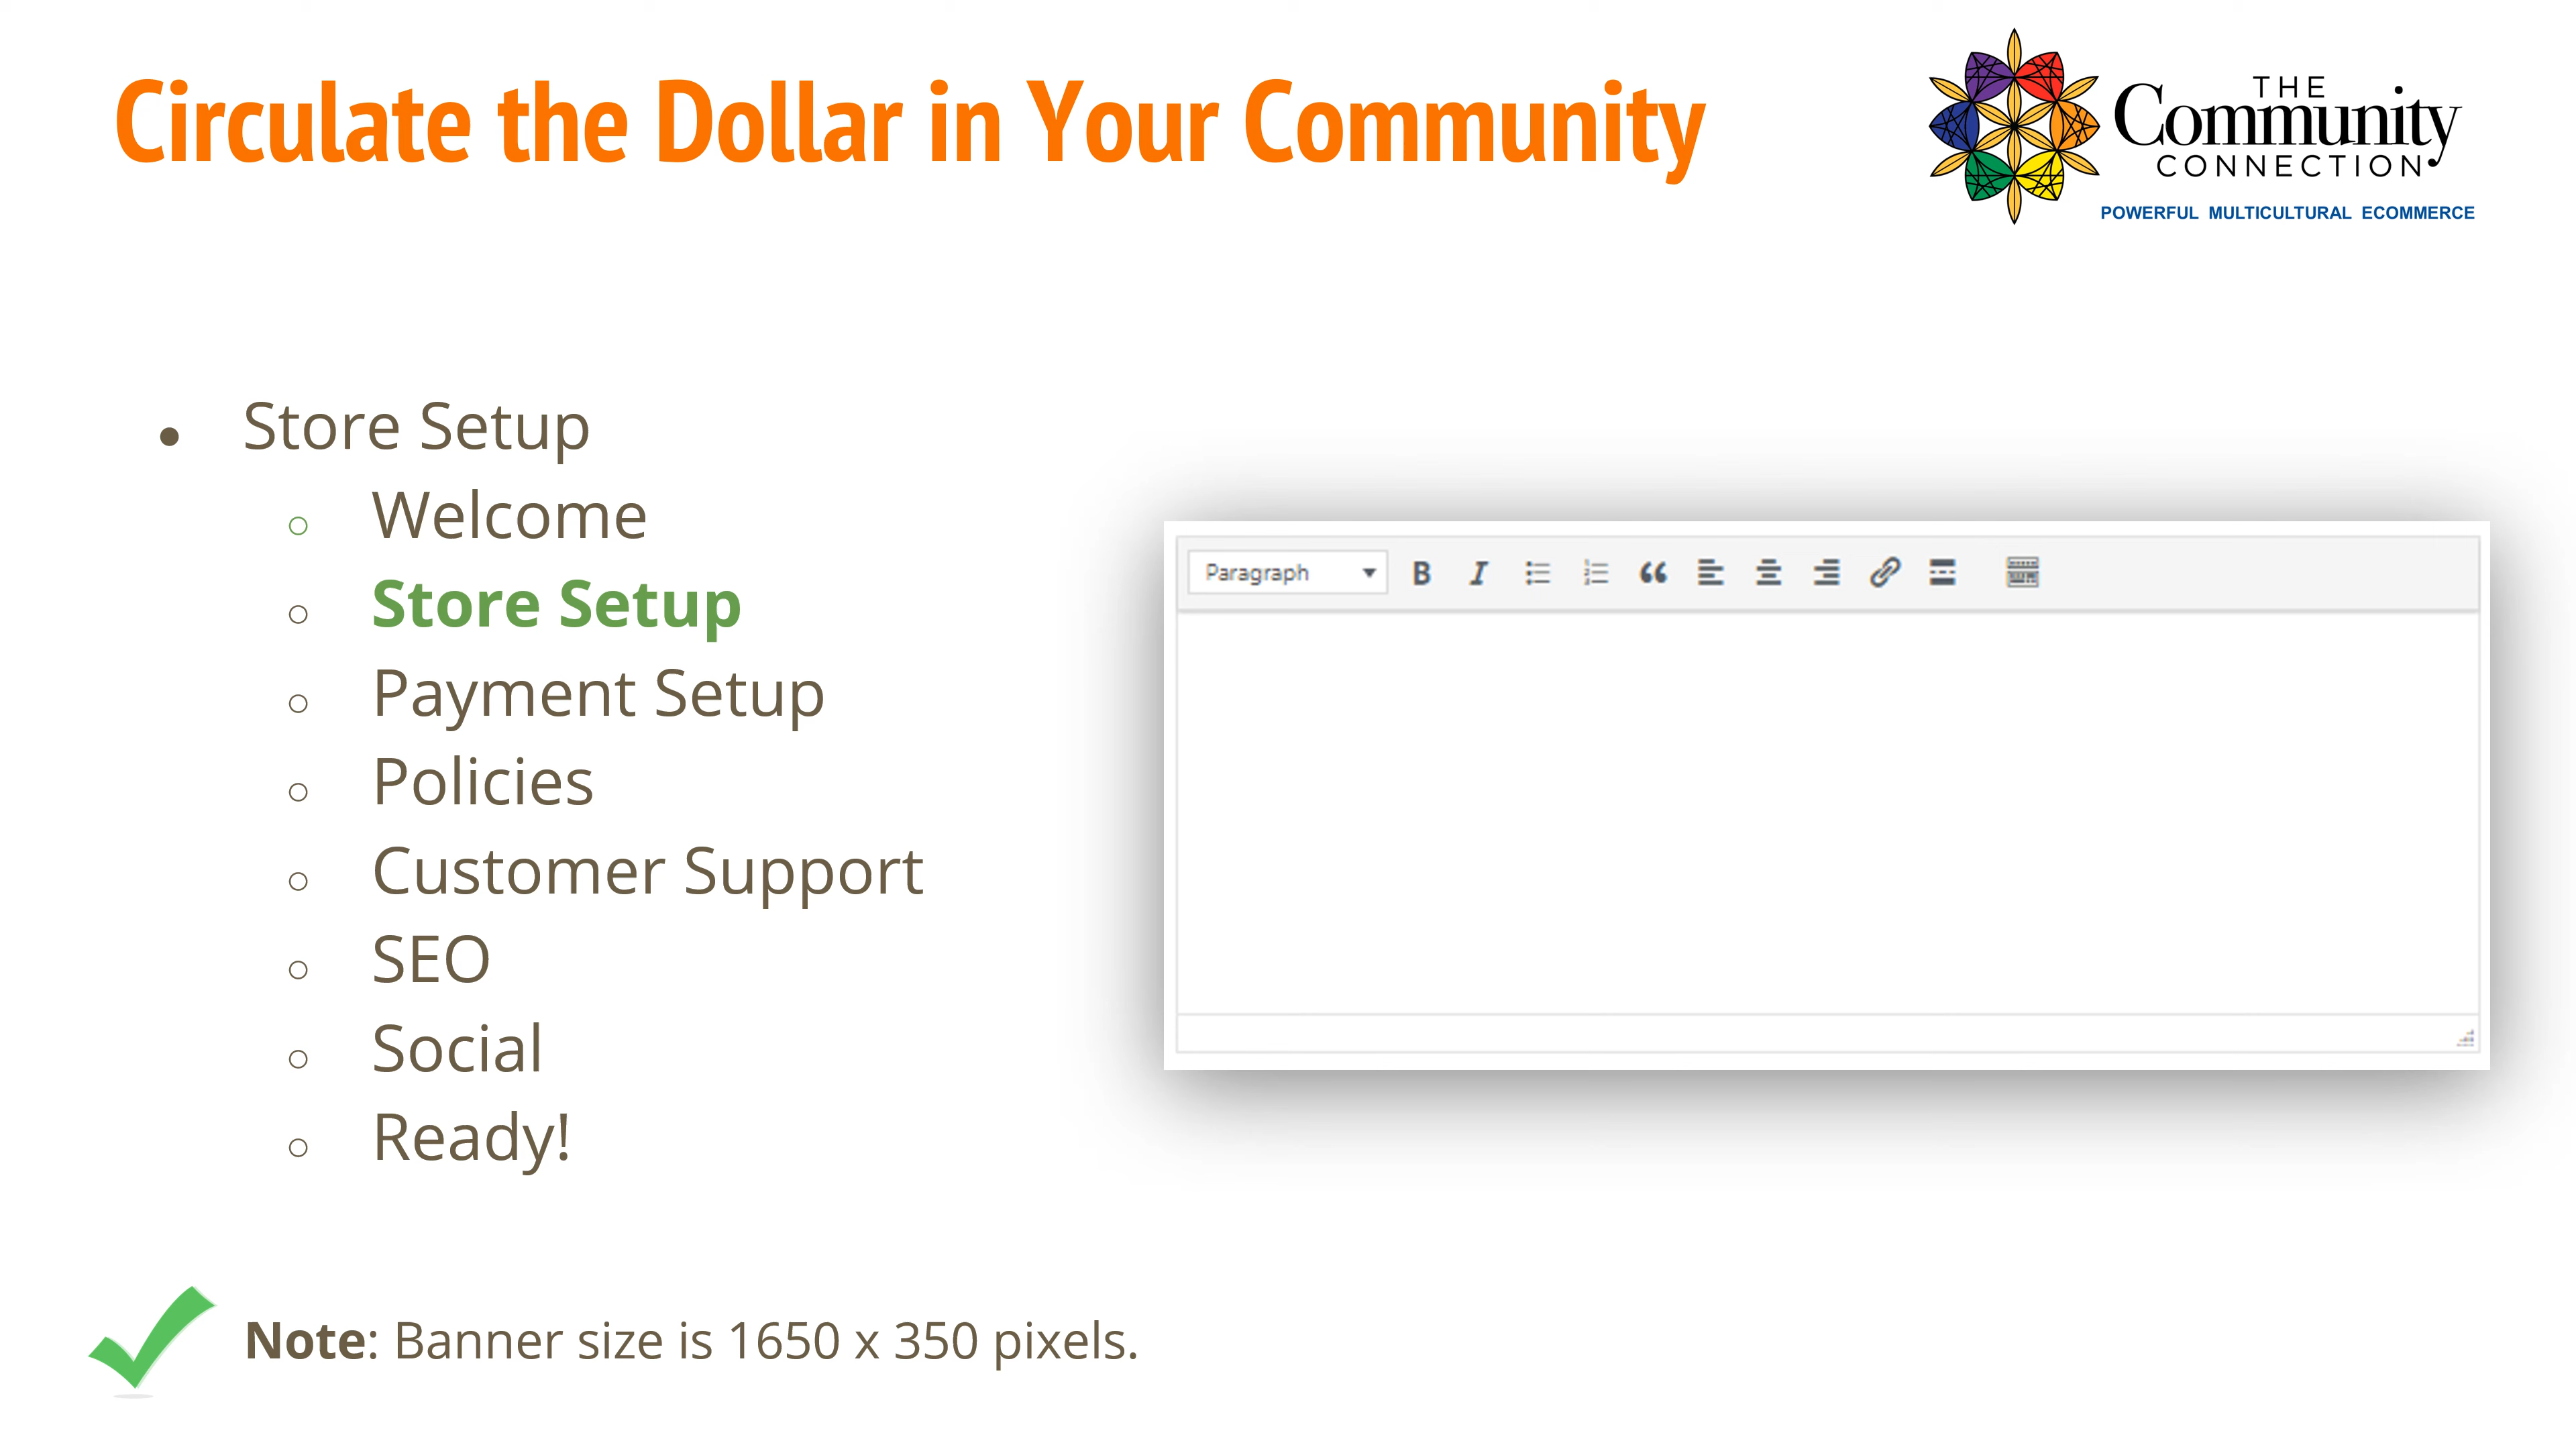 Circulate the Dollar in Your Community
THE
Community
CONNECTION
POWERFUL MULTICULTURAL ECOMMERCE
Store Setup
Welcome
Store Setup
Payment Setup
Policies
Customer Support
SEO
Social
Ready!
Paragraph
Note: Banner size is 1650 x 350 pixels.